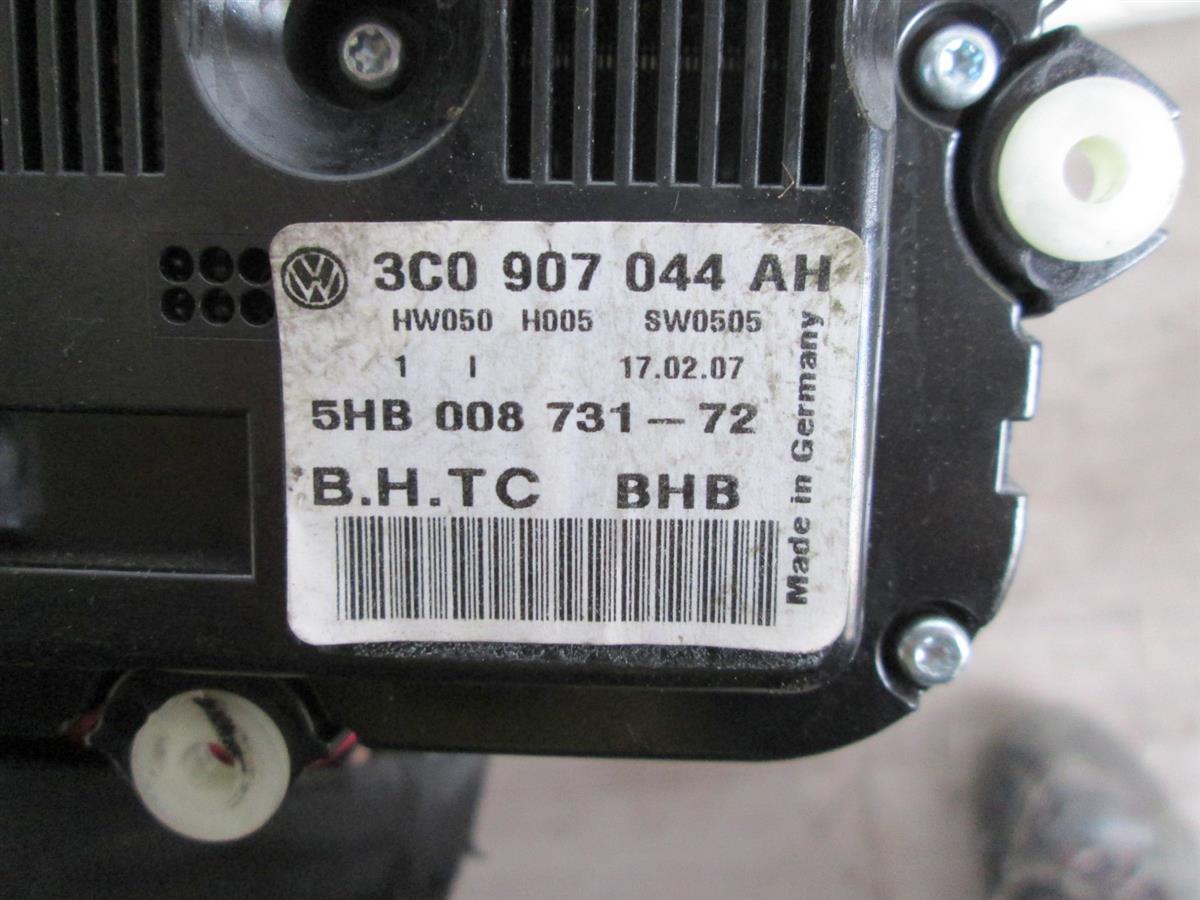 VW 3C0 907 044 AH
HW050 H005 SW0505
1 I 17.02.07
5HB 008 731-72
B.H.TC BHB
Made in Germany